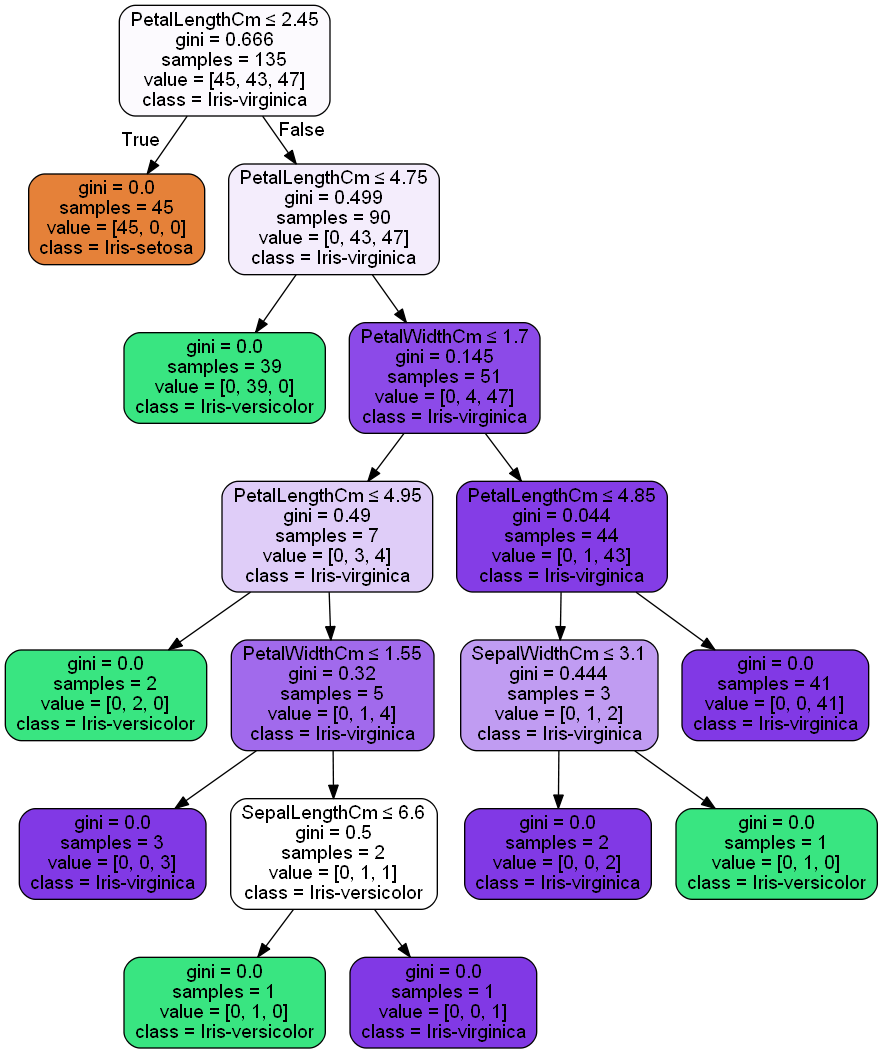 PetalLengthCm ≤ 2.45
gini = 0.666
samples = 135
value = [45, 43, 47]
class = Iris-virginica
True
False
gini = 0.0
samples = 45
value = [45, 0, 0]
class = Iris-setosa
PetalLengthCm ≤ 4.75
gini = 0.499
samples = 90
value = [0, 43, 47]
class = Iris-virginica
gini = 0.0
samples = 39
value = [0, 39, 0]
class = Iris-versicolor
PetalWidthCm ≤ 1.7
gini = 0.145
samples = 51
value = [0, 4, 47]
class = Iris-virginica
PetalLengthCm ≤ 4.95
gini = 0.49
samples = 7
value = [0, 3, 4]
class = Iris-virginica
PetalLengthCm ≤ 4.85
gini = 0.044
samples = 44
value = [0, 1, 43]
class = Iris-virginica
gini = 0.0
samples = 2
value = [0, 2, 0]
class = Iris-versicolor
PetalWidthCm ≤ 1.55
gini = 0.32
samples = 5
value = [0, 1, 4]
class = Iris-virginica
SepalWidthCm ≤ 3.1
gini = 0.444
samples = 3
value = [0, 1, 2]
class = Iris-virginica
gini = 0.0
samples = 41
value = [0, 0, 41]
class = Iris-virginica
gini = 0.0
samples = 3
value = [0, 0, 3]
class = Iris-virginica
SepalLengthCm ≤ 6.6
gini = 0.5
samples = 2
value = [0, 1, 1]
class = Iris-versicolor
gini = 0.0
samples = 2
value = [0, 0, 2]
class = Iris-virginica
gini = 0.0
samples = 1
value = [0, 1, 0]
class = Iris-versicolor
gini = 0.0
samples = 1
value = [0, 1, 0]
class = Iris-versicolor
gini = 0.0
samples = 1
value = [0, 0, 1]
class = Iris-virginica